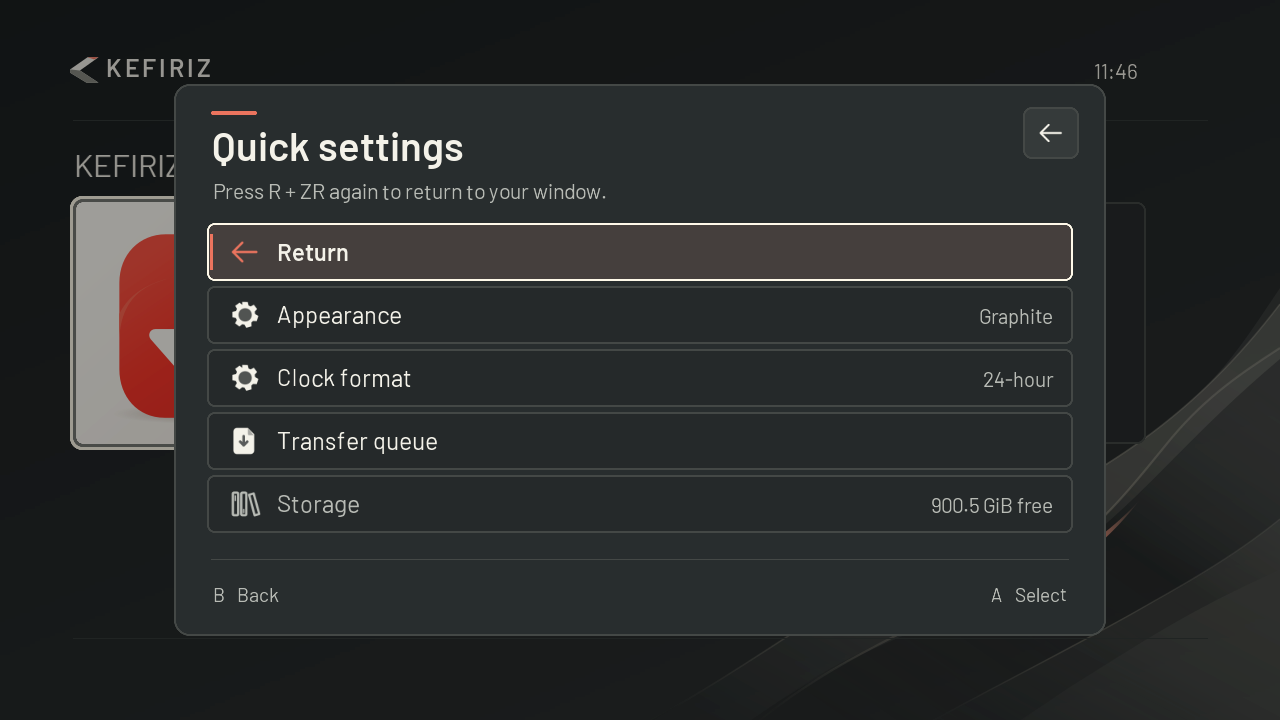 KEFIRIZ
11:46
KEFIRIZ
Quick settings
Press R + ZR again to return to your window.
Return
Appearance Graphite
Clock format 24-hour
Transfer queue
Storage 900.5 GiB free
B Back A Select